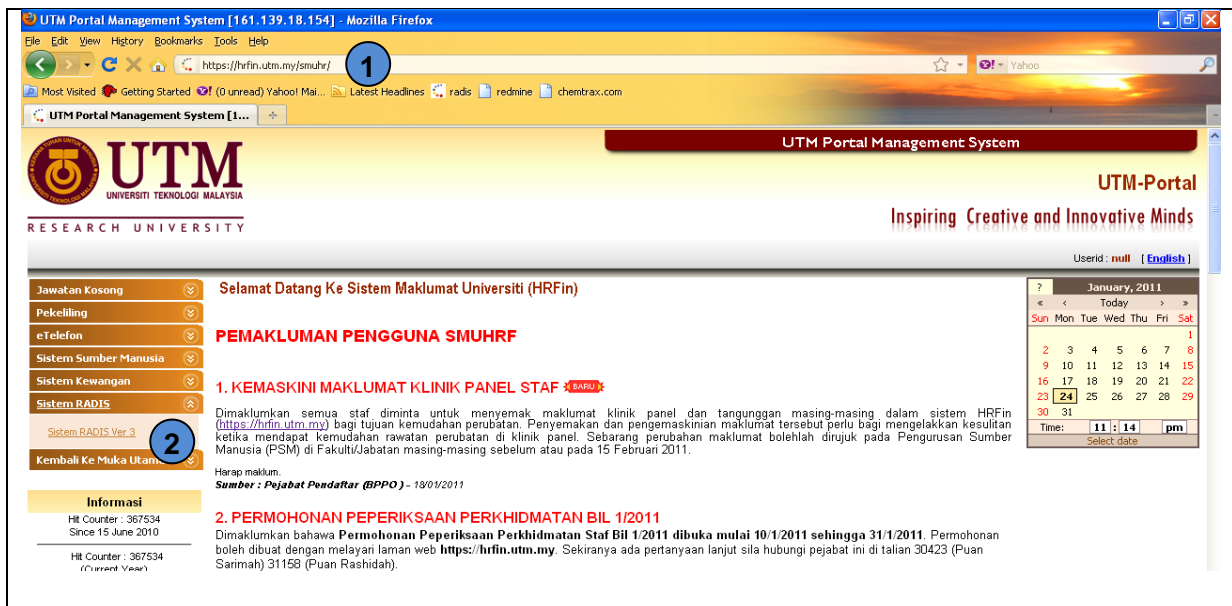 UTM Portal Management System [161.139.18.154] - Mozilla Firefox
File Edit View History Bookmarks Tools Help
https://hrfin.utm.my/smuhr/
1
Yahoo
Most Visited Getting Started (0 unread) Yahoo! Mai... Latest Headlines radis redmine chemtrax.com
UTM Portal Management System [1...
UTM Portal Management System
UTM
UNIVERSITI TEKNOLOGI MALAYSIA
RESEARCH UNIVERSITY
UTM-Portal
Inspiring Creative and Innovative Minds
Userid : null [ English ]
Jawatan Kosong
Pekeliling
eTelefon
Sistem Sumber Manusia
Sistem Kewangan
Sistem RADIS
Sistem RADIS Ver 3
2
Kembali Ke Muka Utama
Informasi
Hit Counter : 367534
Since 15 June 2010
Hit Counter : 367534
(Current Year)
Selamat Datang Ke Sistem Maklumat Universiti (HRFin)
PEMAKLUMAN PENGGUNA SMUHRF
1. KEMASKINI MAKLUMAT KLINIK PANEL STAF BARU
Dimaklumkan semua staf diminta untuk menyemak maklumat klinik panel dan tangunggan masing-masing dalam sistem HRFin
(https://hrfin.utm.my) bagi tujuan kemudahan perubatan. Penyemakan dan pengemaskinian maklumat tersebut perlu bagi mengelakkan kesulitan
ketika mendapat kemudahan rawatan perubatan di klinik panel. Sebarang perubahan maklumat bolehlah dirujuk pada Pengurusan Sumber
Manusia (PSM) di Fakulti/Jabatan masing-masing sebelum atau pada 15 Februari 2011.
Harap maklum.
Sumber : Pejabat Pendaftar (BPPO ) - 18/01/2011
2. PERMOHONAN PEPERIKSAAN PERKHIDMATAN BIL 1/2011
Dimaklumkan bahawa Permohonan Peperiksaan Perkhidmatan Staf Bil 1/2011 dibuka mulai 10/1/2011 sehingga 31/1/2011. Permohonan
boleh dibuat dengan melayari laman web https://hrfin.utm.my. Sekiranya ada pertanyaan lanjut sila hubungi pejabat ini di talian 30423 (Puan
Sarimah) 31158 (Puan Rashidah).
? January, 2011
« ‹ Today › »
Sun Mon Tue Wed Thu Fri Sat
1
2 3 4 5 6 7 8
9 10 11 12 13 14 15
16 17 18 19 20 21 22
23 24 25 26 27 28 29
30 31
Time: 11 : 14 pm
Select date